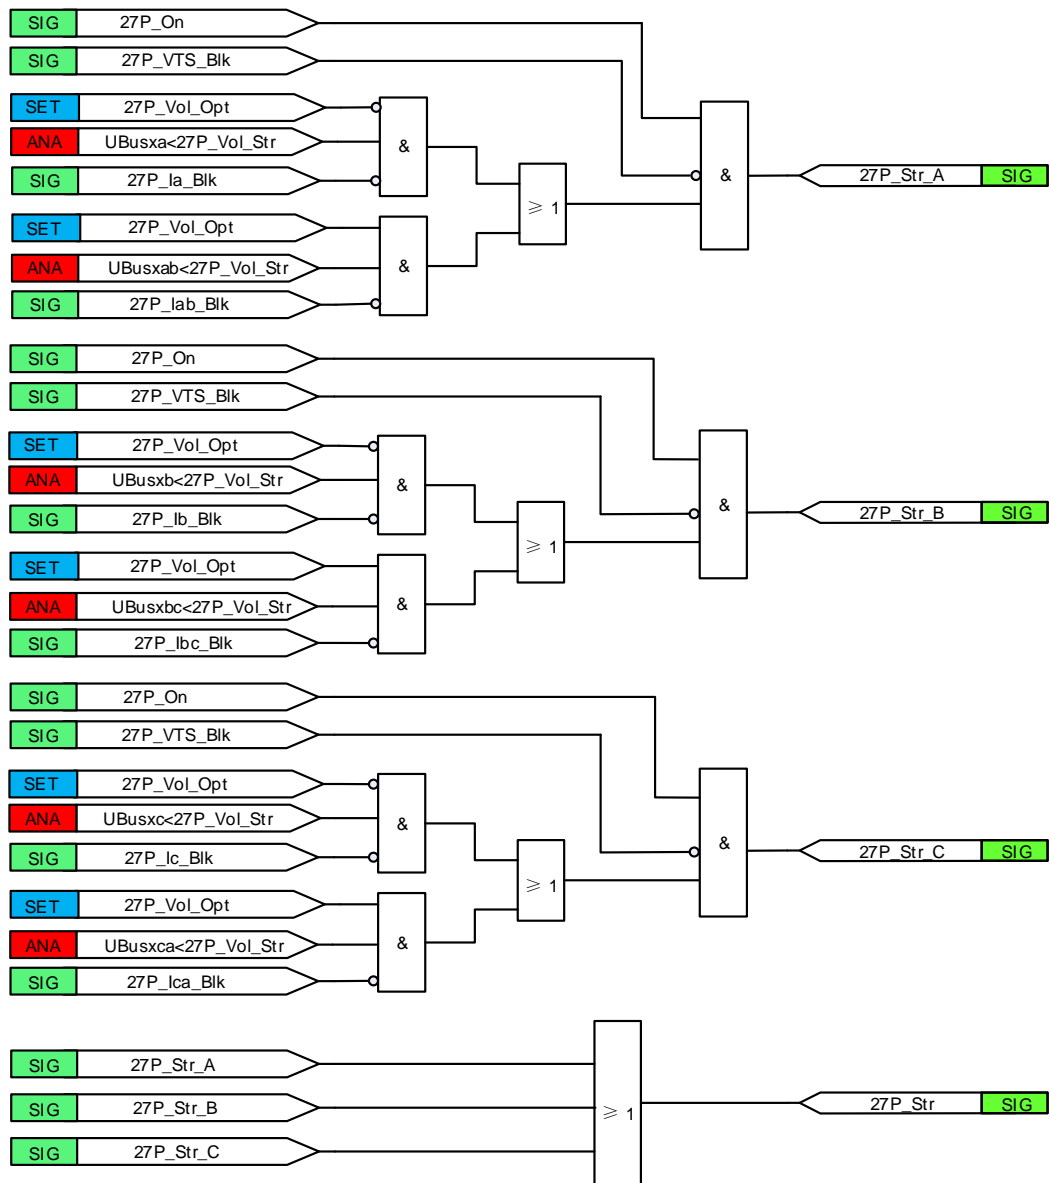 SIG 27P_On
SIG 27P_VTS_Blk
SET 27P_Vol_Opt
ANA UBusxa<27P_Vol_Str
SIG 27P_Ia_Blk
&
SET 27P_Vol_Opt
ANA UBusxab<27P_Vol_Str
SIG 27P_Iab_Blk
&
≥ 1
&
27P_Str_A SIG
SIG 27P_On
SIG 27P_VTS_Blk
SET 27P_Vol_Opt
ANA UBusxb<27P_Vol_Str
SIG 27P_Ib_Blk
&
SET 27P_Vol_Opt
ANA UBusxbc<27P_Vol_Str
SIG 27P_Ibc_Blk
&
≥ 1
&
27P_Str_B SIG
SIG 27P_On
SIG 27P_VTS_Blk
SET 27P_Vol_Opt
ANA UBusxc<27P_Vol_Str
SIG 27P_Ic_Blk
&
SET 27P_Vol_Opt
ANA UBusxca<27P_Vol_Str
SIG 27P_Ica_Blk
&
≥ 1
&
27P_Str_C SIG
SIG 27P_Str_A
SIG 27P_Str_B
SIG 27P_Str_C
≥ 1
27P_Str SIG